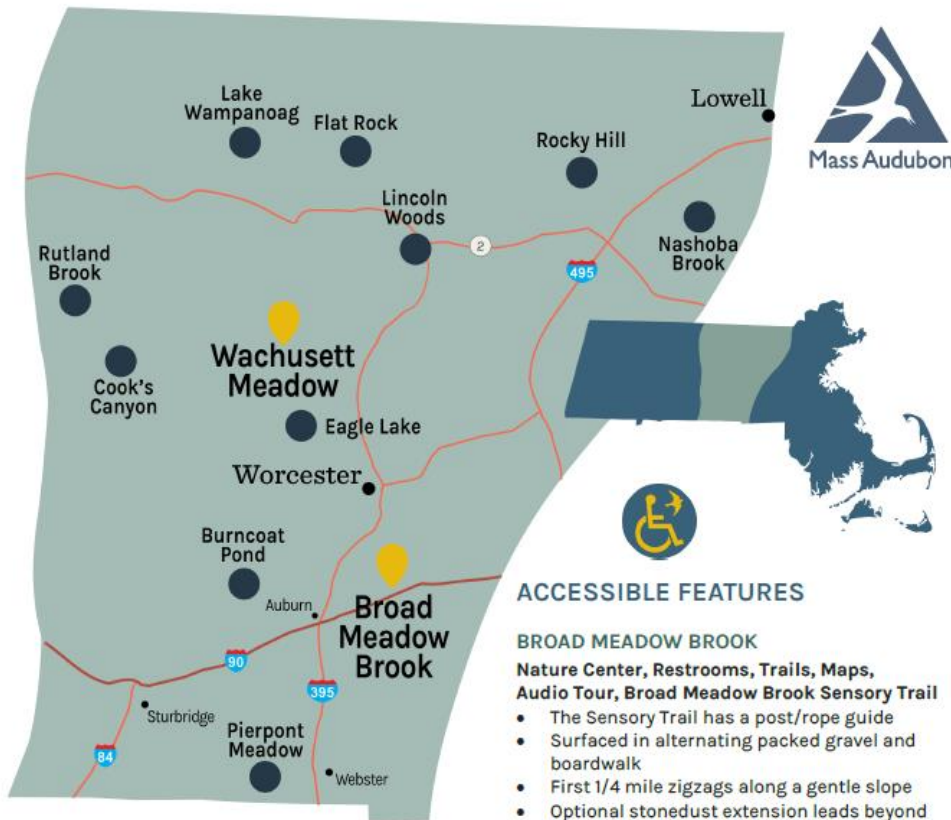 Lake
Wampanoag
Flat Rock
Lowell
Rocky Hill
Mass Audubon
Lincoln
Woods
2
Nashoba
Brook
Rutland
Brook
495
Wachusett
Meadow
Cook's
Canyon
Eagle Lake
Worcester
Burncoat
Pond
Auburn
Broad
Meadow
Brook
90
395
Sturbridge
84
Pierpont
Meadow
Webster
ACCESSIBLE FEATURES
BROAD MEADOW BROOK
Nature Center, Restrooms, Trails, Maps,
Audio Tour, Broad Meadow Brook Sensory Trail
• The Sensory Trail has a post/rope guide
• Surfaced in alternating packed gravel and
boardwalk
• First 1/4 mile zigzags along a gentle slope
• Optional stonedust extension leads beyond